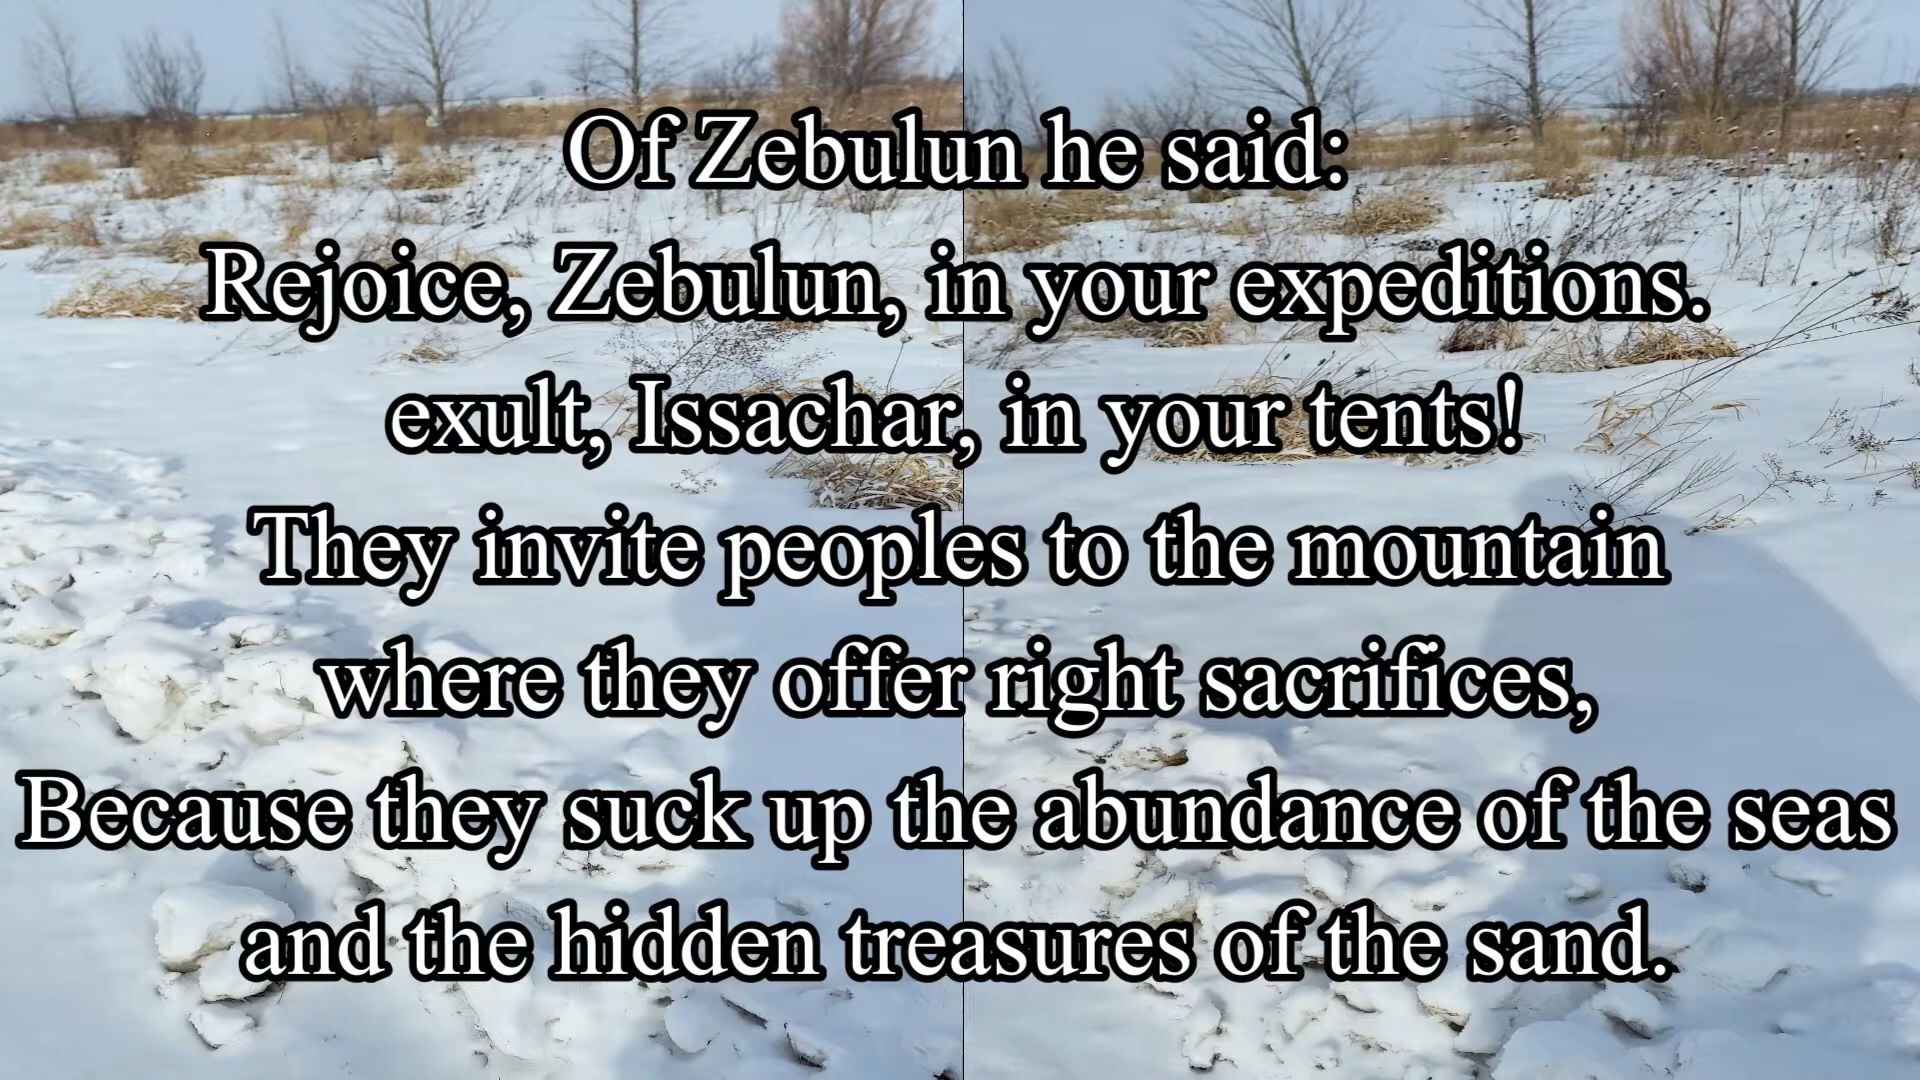 Of Zebulun he said:
Rejoice, Zebulun, in your expeditions.
exult, Issachar, in your tents!
They invite peoples to the mountain
where they offer right sacrifices,
Because they suck up the abundance of the seas
and the hidden treasures of the sand.